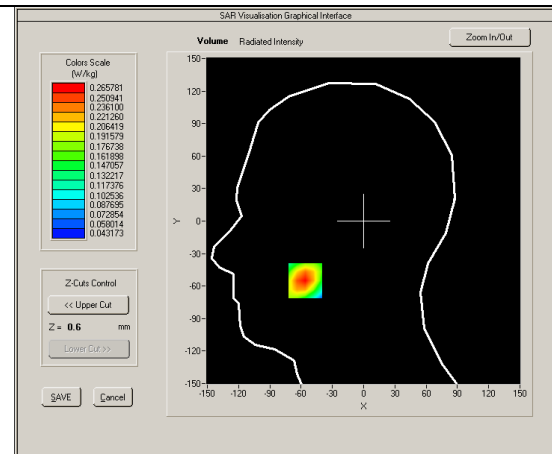 SAR Visualisation Graphical Interface
Volume Radiated Intensity
Zoom In/Out
Colors Scale
(W/kg)
0.265781
0.250941
0.236100
0.221260
0.206419
0.191579
0.176738
0.161898
0.147057
0.132217
0.117376
0.102536
0.087695
0.072854
0.058014
0.043173
Z-Cuts Control
<< Upper Cut
Z = 0.6 mm
Lower Cut >>
SAVE Cancel
150
120
90
60
30
0
-30
-60
-90
-120
-150
Y
-150 -120 -90 -60 -30 0 30 60 90 120 150
X